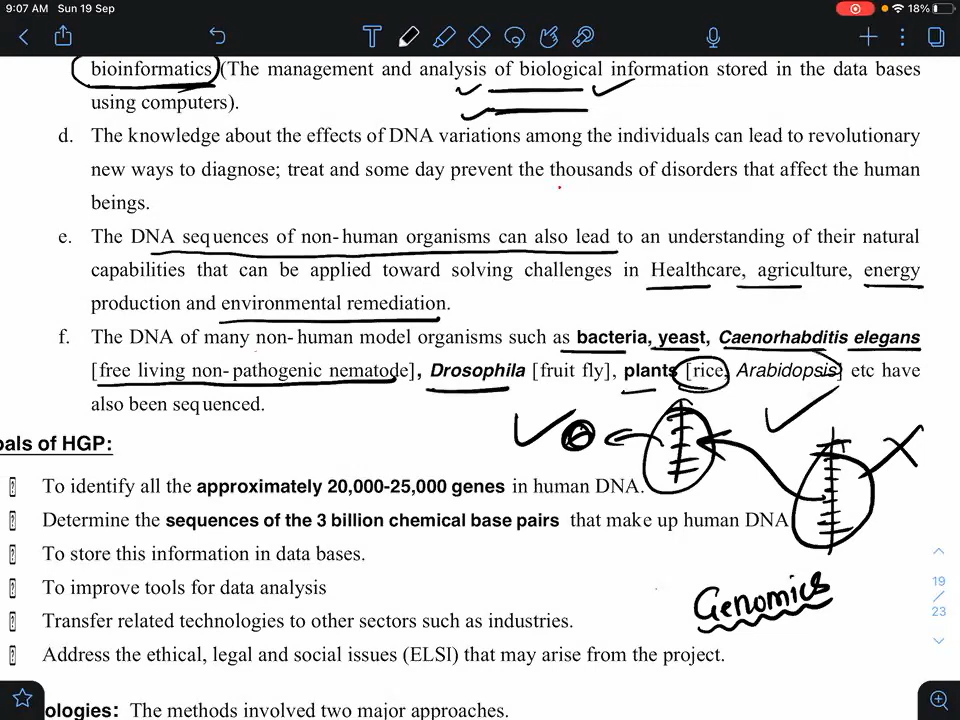 9:07 AM Sun 19 Sep 18%
bioinformatics (The management and analysis of biological information stored in the data bases
using computers).
d. The knowledge about the effects of DNA variations among the individuals can lead to revolutionary
new ways to diagnose; treat and some day prevent the thousands of disorders that affect the human
beings.
e. The DNA sequences of non-human organisms can also lead to an understanding of their natural
capabilities that can be applied toward solving challenges in Healthcare, agriculture, energy
production and environmental remediation.
f. The DNA of many non-human model organisms such as bacteria, yeast, Caenorhabditis elegans
[free living non-pathogenic nematode], Drosophila [fruit fly], plants [rice, Arabidopsis] etc have
also been sequenced.
oals of HGP:
To identify all the approximately 20,000-25,000 genes in human DNA.
Determine the sequences of the 3 billion chemical base pairs that make up human DNA
To store this information in data bases.
To improve tools for data analysis
19
/
23
Genomics
Transfer related technologies to other sectors such as industries.
Address the ethical, legal and social issues (ELSI) that may arise from the project.
ologies: The methods involved two major approaches.